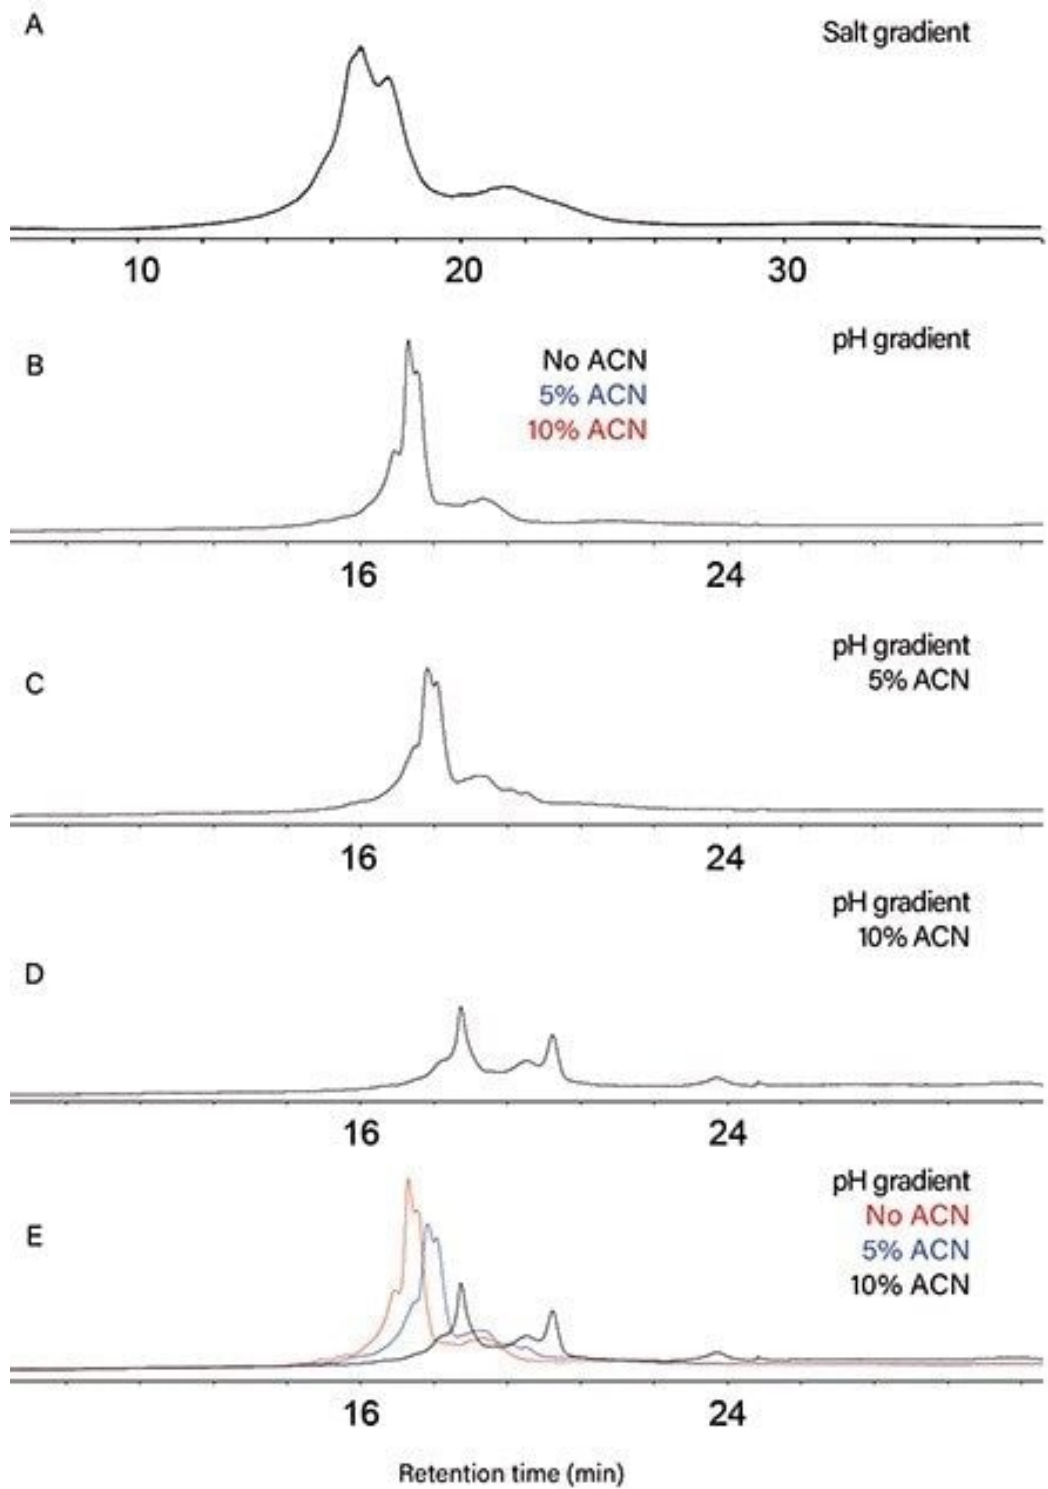 A
Salt gradient
10 20 30
B
pH gradient
No ACN
5% ACN
10% ACN
16 24
C
pH gradient
5% ACN
16 24
D
pH gradient
10% ACN
16 24
E
pH gradient
No ACN
5% ACN
10% ACN
16 24
Retention time (min)